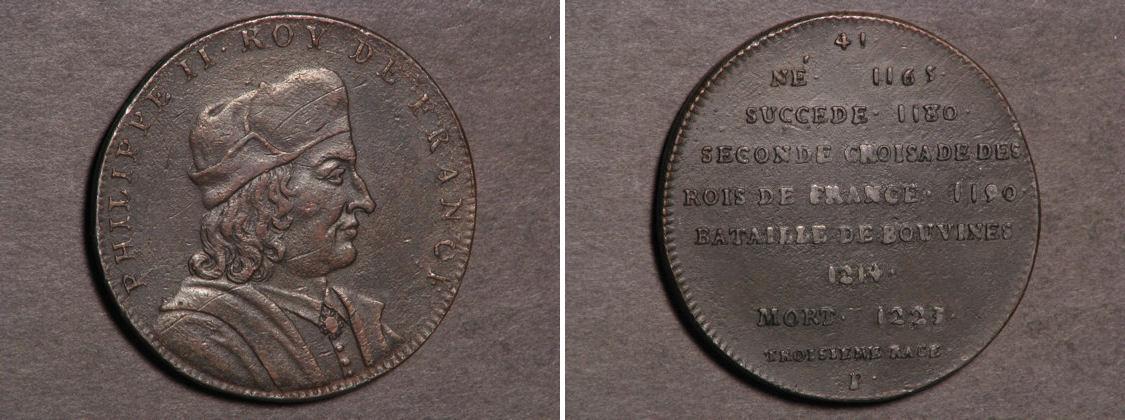 PHILIPPE II · ROY DE FRANCE
41
NÉ · 1165 ·
SUCCEDE · 1180 ·
SECONDE CROISADE DES
ROIS DE FRANCE · 1190
BATAILLE DE BOUVINES
1214 ·
MORT · 1223 ·
TROISIEME RACE